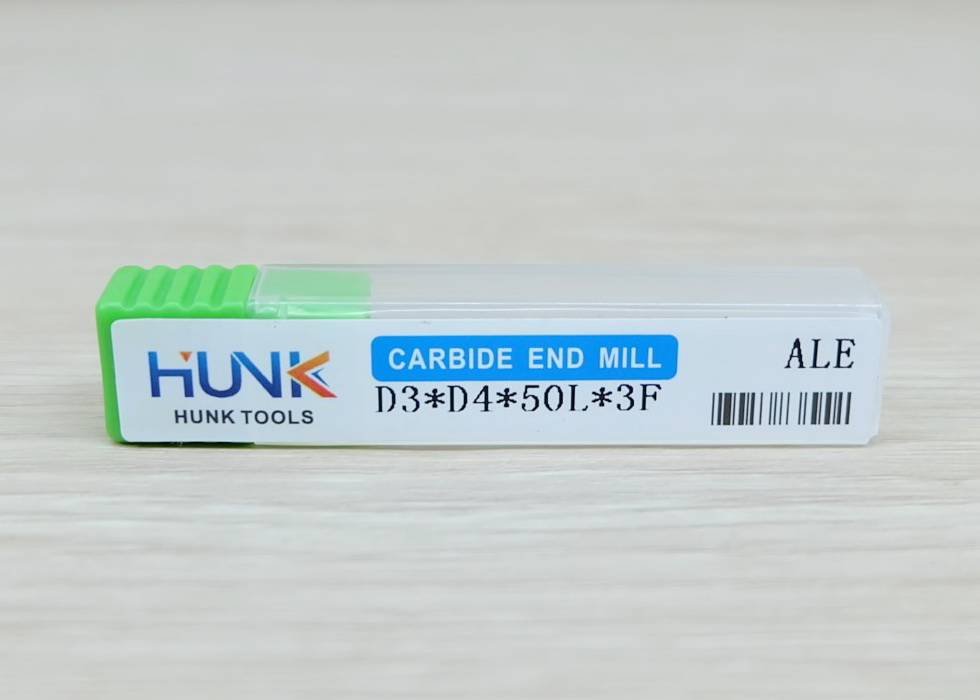 HUNK
HUNK TOOLS
CARBIDE END MILL
D3*D4*50L*3F
ALE